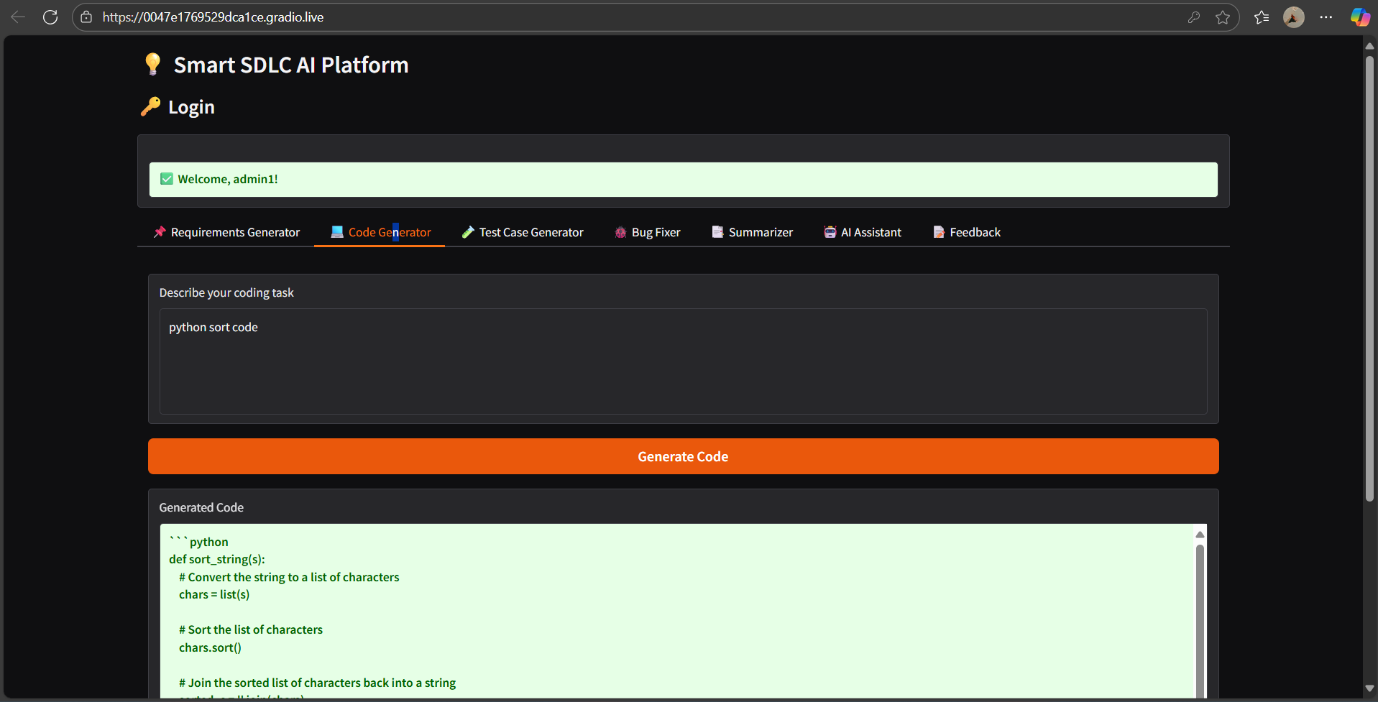 https://0047e1769529dca1ce.gradio.live
💡 Smart SDLC AI Platform
🔑 Login
✅ Welcome, admin1!
📌 Requirements Generator 💻 Code Generator 🧪 Test Case Generator 🐞 Bug Fixer 📑 Summarizer 🤖 AI Assistant 📝 Feedback
Describe your coding task
python sort code
Generate Code
Generated Code
```python
def sort_string(s):
# Convert the string to a list of characters
chars = list(s)
# Sort the list of characters
chars.sort()
# Join the sorted list of characters back into a string